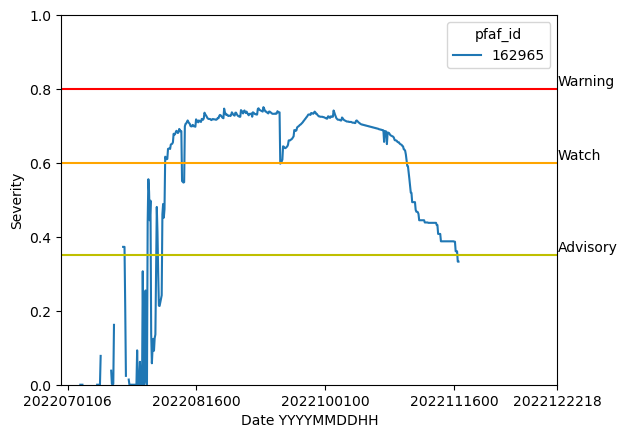 1.0
pfaf_id
162965
0.8
Warning
0.6
Watch
Severity
0.4
Advisory
0.2
0.0
2022070106 2022081600 2022100100 2022111600 2022122218
Date YYYYMMDDHH